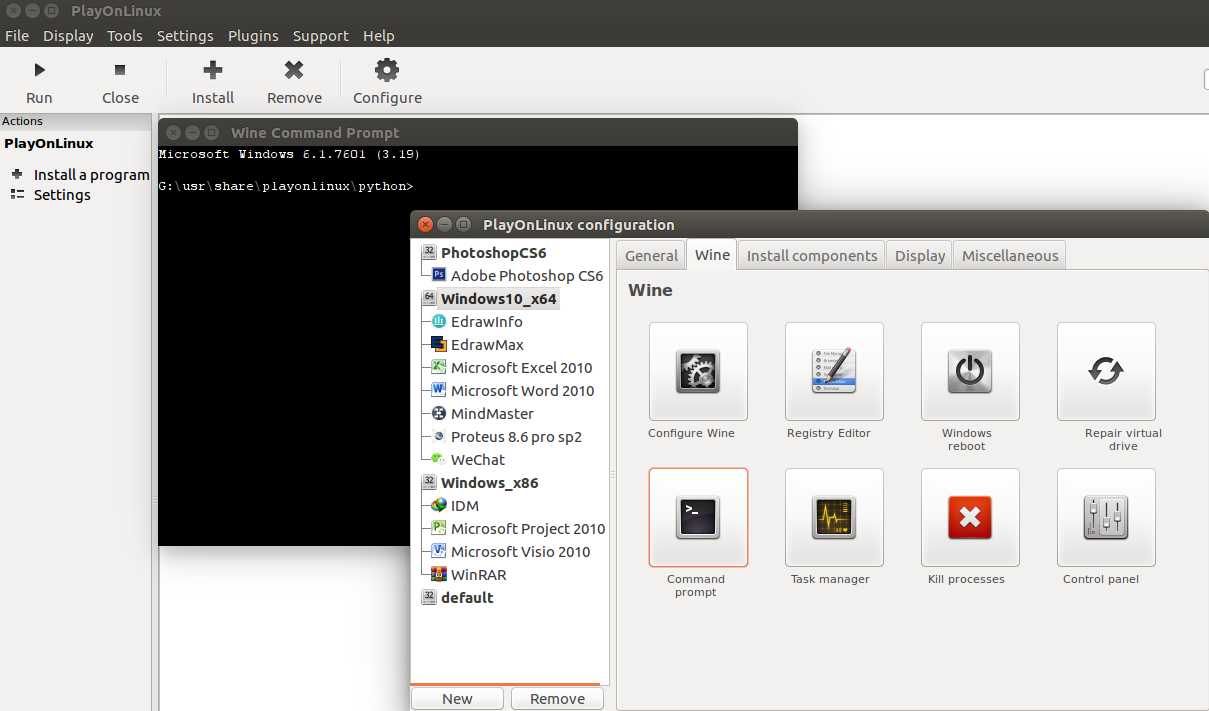 PlayOnLinux
File Display Tools Settings Plugins Support Help
Run Close Install Remove Configure
Actions
PlayOnLinux
Install a program
Settings
Wine Command Prompt
Microsoft Windows 6.1.7601 (3.19)
G:\usr\share\playonlinux\python>
PlayOnLinux configuration
32 PhotoshopCS6
Ps Adobe Photoshop CS6
64 Windows10_x64
EdrawInfo
EdrawMax
Microsoft Excel 2010
Microsoft Word 2010
MindMaster
Proteus 8.6 pro sp2
WeChat
32 Windows_x86
IDM
Microsoft Project 2010
Microsoft Visio 2010
WinRAR
32 default
New Remove
General Wine Install components Display Miscellaneous
Wine
Configure Wine
Registry Editor
Windows
reboot
Repair virtual
drive
Command
prompt
Task manager
Kill processes
Control panel